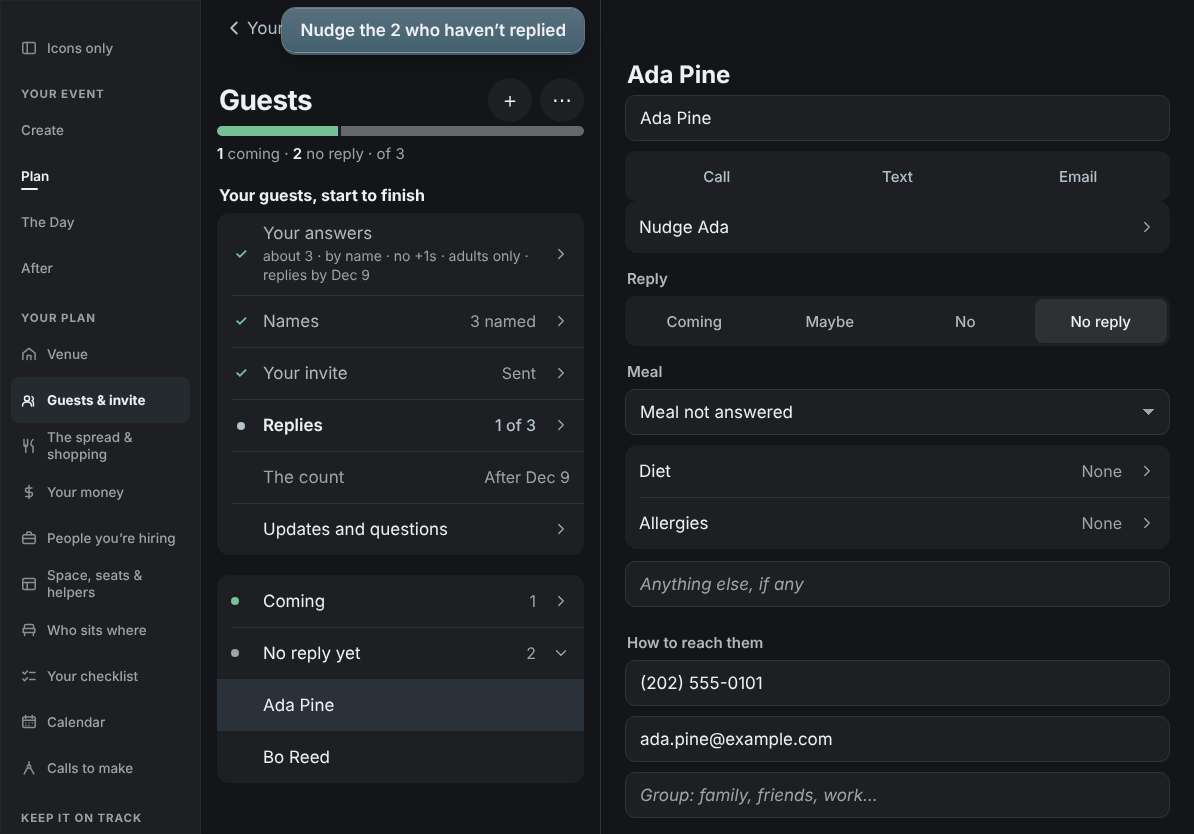 Icons only
YOUR EVENT
Create
Plan
The Day
After
YOUR PLAN
Venue
Guests & invite
The spread &
shopping
Your money
People you’re hiring
Space, seats &
helpers
Who sits where
Your checklist
Calendar
Calls to make
KEEP IT ON TRACK
Your
Nudge the 2 who haven’t replied
Guests
1 coming · 2 no reply · of 3
Your guests, start to finish
Your answers
about 3 · by name · no +1s · adults only ·
replies by Dec 9
Names 3 named
Your invite Sent
Replies 1 of 3
The count After Dec 9
Updates and questions
Coming 1
No reply yet 2
Ada Pine
Bo Reed
Ada Pine
Ada Pine
Call Text Email
Nudge Ada
Reply
Coming Maybe No No reply
Meal
Meal not answered
Diet None
Allergies None
Anything else, if any
How to reach them
(202) 555-0101
ada.pine@example.com
Group: family, friends, work…